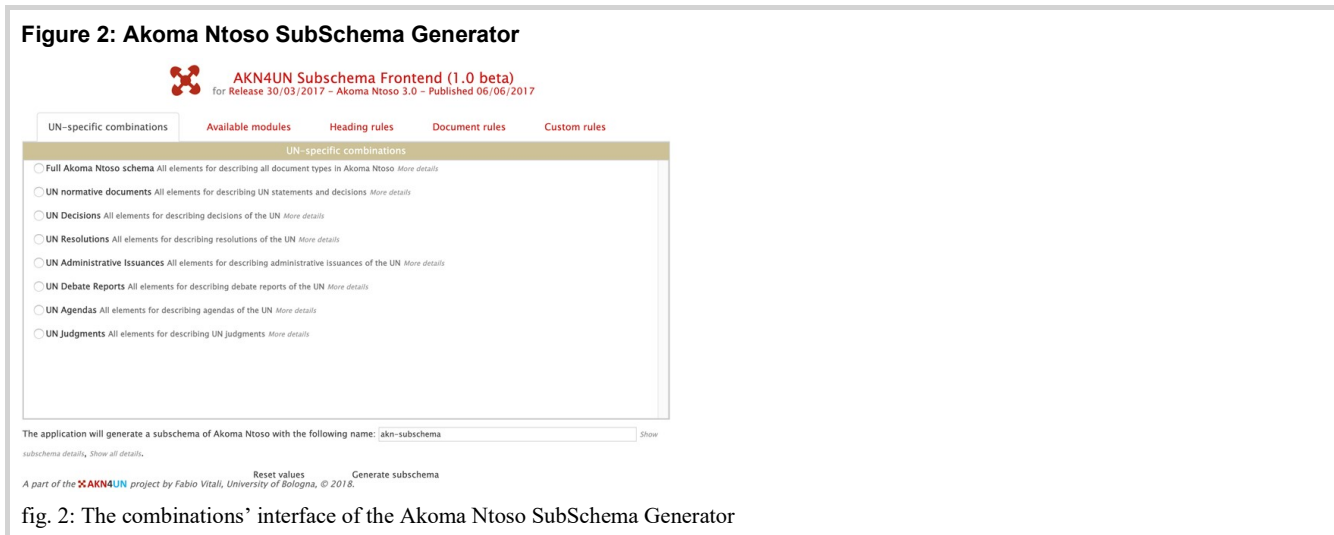 Figure 2: Akoma Ntoso SubSchema Generator
AKN4UN Subschema Frontend (1.0 beta)
for Release 30/03/2017 – Akoma Ntoso 3.0 – Published 06/06/2017
UN-specific combinations Available modules Heading rules Document rules Custom rules
UN-specific combinations
Full Akoma Ntoso schema All elements for describing all document types in Akoma Ntoso More details
UN normative documents All elements for describing UN statements and decisions More details
UN Decisions All elements for describing decisions of the UN More details
UN Resolutions All elements for describing resolutions of the UN More details
UN Administrative Issuances All elements for describing administrative issuances of the UN More details
UN Debate Reports All elements for describing debate reports of the UN More details
UN Agendas All elements for describing agendas of the UN More details
UN Judgments All elements for describing UN judgments More details
The application will generate a subschema of Akoma Ntoso with the following name: akn-subschema Show
subschema details, Show all details.
Reset values Generate subschema
A part of the AKN4UN project by Fabio Vitali, University of Bologna, © 2018.
fig. 2: The combinations’ interface of the Akoma Ntoso SubSchema Generator